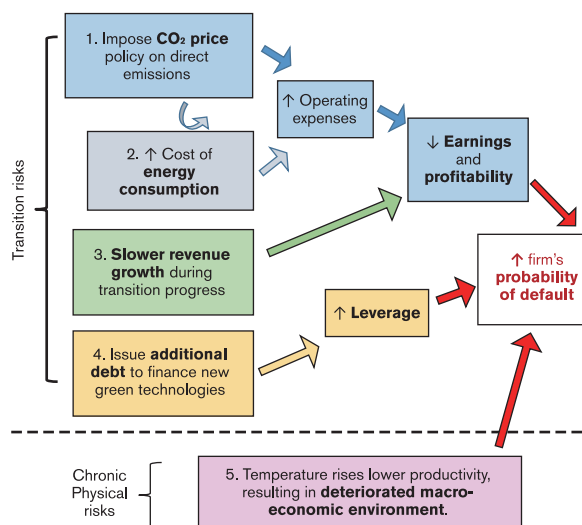 Transition risks
1. Impose CO₂ price
policy on direct
emissions
↑ Operating
expenses
2. ↑ Cost of
energy
consumption
↓ Earnings
and
profitability
3. Slower revenue
growth during
transition progress
↑ firm's
probability
of default
↑ Leverage
4. Issue additional
debt to finance new
green technologies
Chronic
Physical
risks
5. Temperature rises lower productivity,
resulting in deteriorated macro-
economic environment.